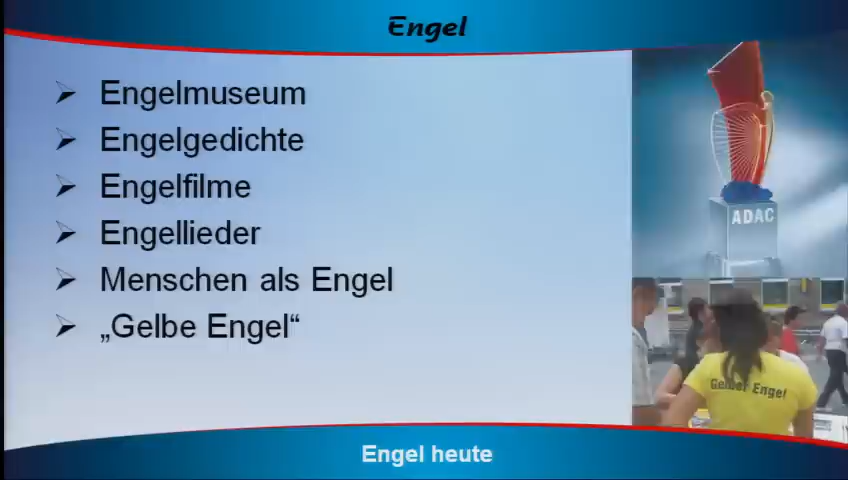 Engel
Engelmuseum
Engelgedichte
Engelfilme
Engellieder
Menschen als Engel
„Gelbe Engel“
ADAC
Gelber Engel
Engel heute